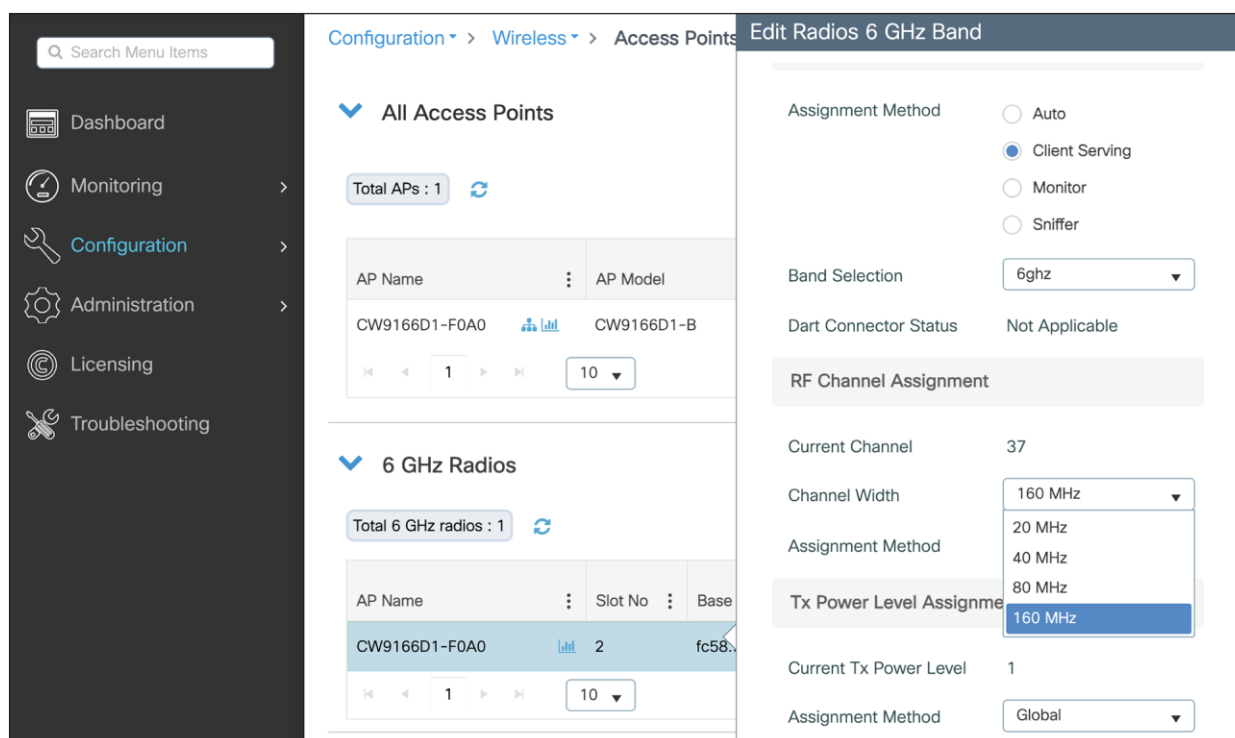 Search Menu Items
Dashboard
Monitoring
Configuration
Administration
Licensing
Troubleshooting
Configuration > Wireless > Access Points
All Access Points
Total APs : 1
AP Name AP Model
CW9166D1-F0A0 CW9166D1-B
1 10
6 GHz Radios
Total 6 GHz radios : 1
AP Name Slot No Base
CW9166D1-F0A0 2 fc58..
1 10
Edit Radios 6 GHz Band
Assignment Method Auto
Client Serving
Monitor
Sniffer
Band Selection 6ghz
Dart Connector Status Not Applicable
RF Channel Assignment
Current Channel 37
Channel Width 160 MHz
20 MHz
Assignment Method
40 MHz
80 MHz
Tx Power Level Assignme
160 MHz
Current Tx Power Level 1
Assignment Method Global